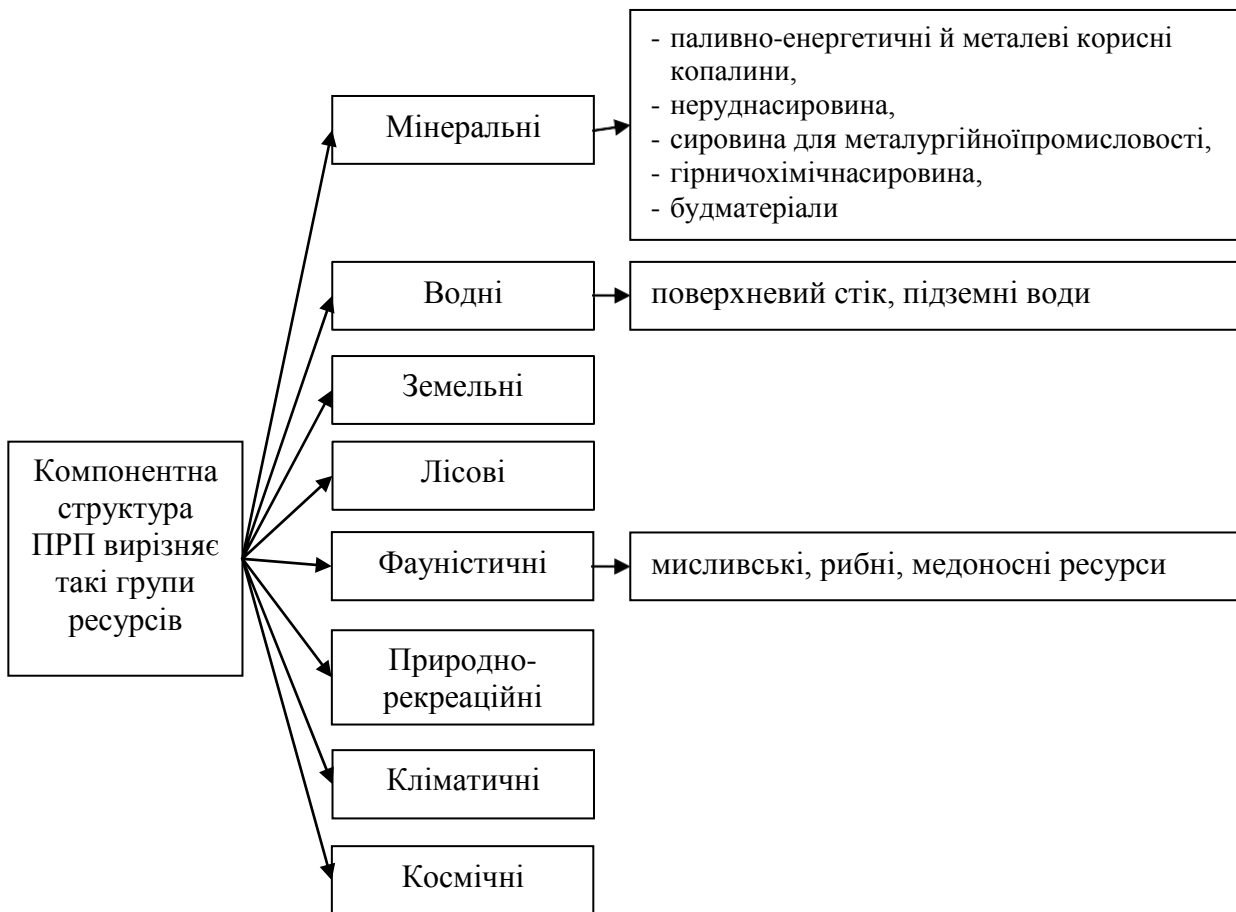 Компонентна
структура
ПРП вирізняє
такі групи
ресурсів
Мінеральні
- паливно-енергетичні й металеві корисні
копалини,
- неруднасировина,
- сировина для металургійноїпромисловості,
- гірничохімічнасировина,
- будматеріали
Водні
поверхневий стік, підземні води
Земельні
Лісові
Фауністичні
мисливські, рибні, медоносні ресурси
Природно-
рекреаційні
Кліматичні
Космічні